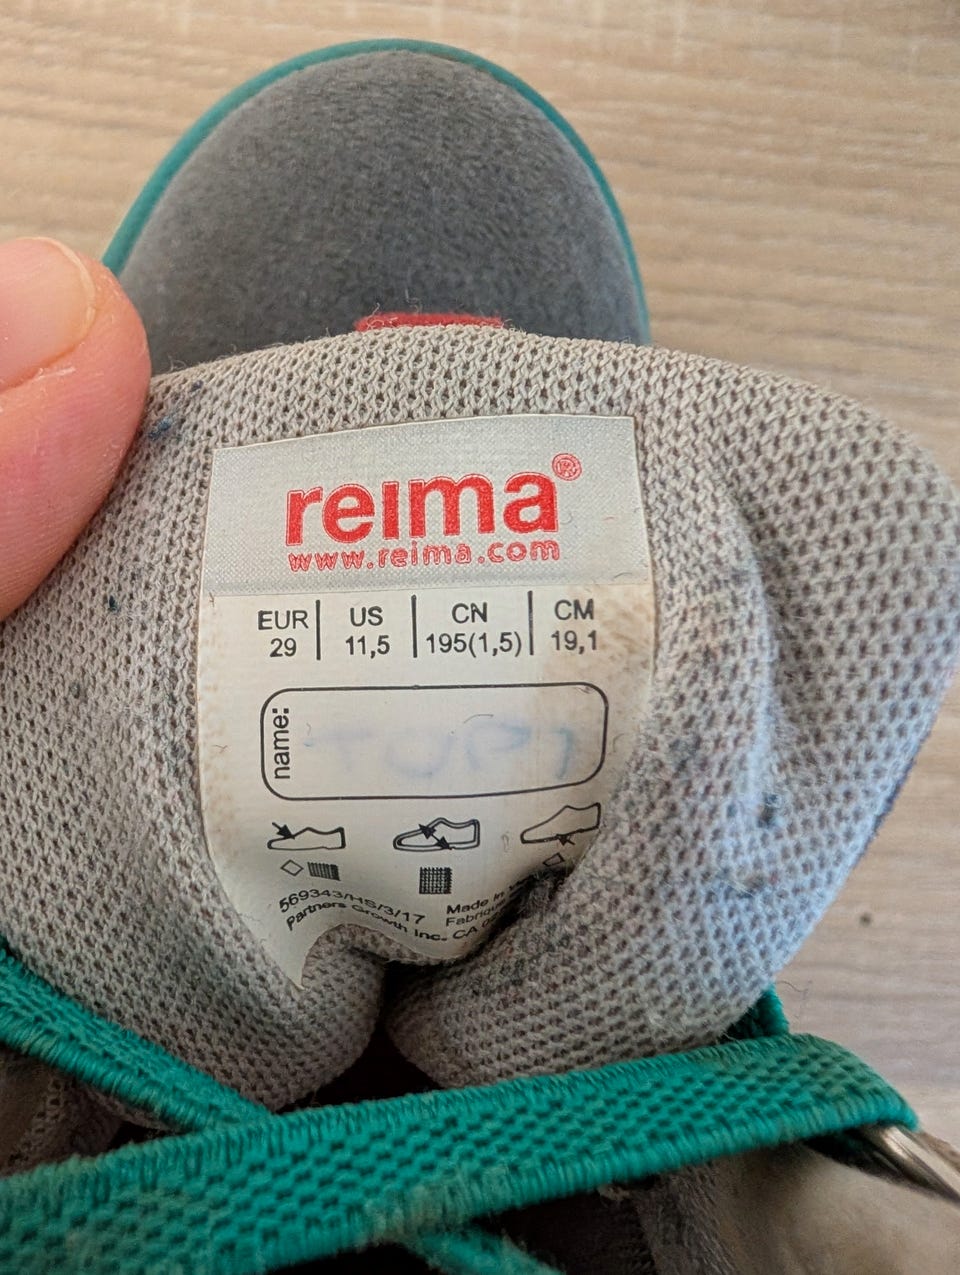 reima®
www.reima.com
EUR | US | CN | CM
29 | 11,5 | 195(1,5) | 19,1
name:
569343/HS/3/17
Partners Growth Inc. CA
Made in